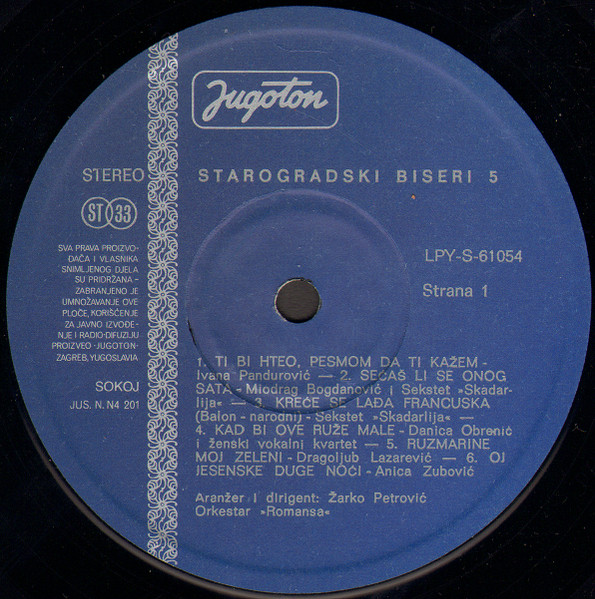 Jugoton
STEREO
STAROGRADSKI BISERI 5
ST 33
SVA PRAVA PROIZVO-
ĐAČA I VLASNIKA
SNIMLJENOG DJELA
SU PRIDRŽANA -
ZABRANJENO JE
UMNOŽAVANJE OVE
PLOČE, KORIŠĆENJE
ZA JAVNO IZVOĐE-
NJE I RADIO-DIFUZIJU
PROIZVEO -JUGOTON-
ZAGREB, YUGOSLAVIA
SOKOJ
JUS. N. N4 201
LPY-S-61054
Strana 1
1. TI BI HTEO, PESMOM DA TI KAŽEM -
Ivana Pandurović — 2. SEĆAŠ LI SE ONOG
SATA - Miodrag Bogdanović i Sekstet »Skadar-
lija« — 3. KREĆE SE LAĐA FRANCUSKA
(Balon - narodni) - Sekstet »Skadarlija« —
4. KAD BI OVE RUŽE MALE - Danica Obrenić
i ženski vokalni kvartet — 5. RUZMARINE
MOJ ZELENI - Dragoljub Lazarević — 6. OJ
JESENSKE DUGE NOĆI - Anica Zubović
Aranžer i dirigent: Žarko Petrović
Orkestar »Romansa«